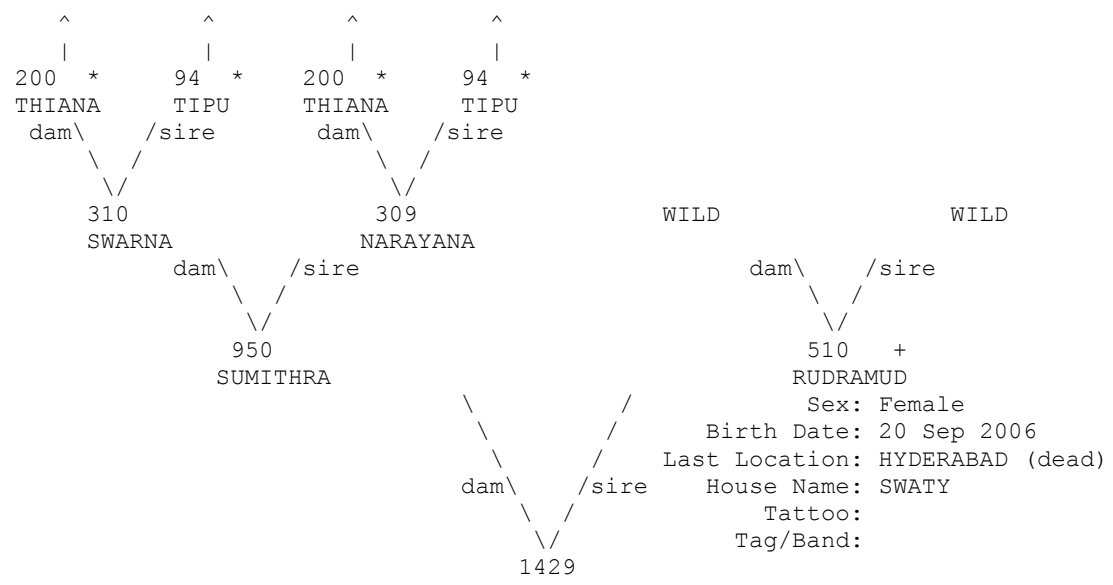 ^ ^ ^ ^
| | | |
200 * 94 * 200 * 94 *
THIANA TIPU THIANA TIPU
dam\ /sire dam\ /sire
\ / \ /
\/ \/
310 309 WILD WILD
SWARNA NARAYANA
dam\ /sire dam\ /sire
\ / \ /
\/ \/
950 510 +
SUMITHRA RUDRAMUD
\ / Sex: Female
\ / Birth Date: 20 Sep 2006
\ / Last Location: HYDERABAD (dead)
dam\ /sire House Name: SWATY
\ / Tattoo:
\/ Tag/Band:
1429